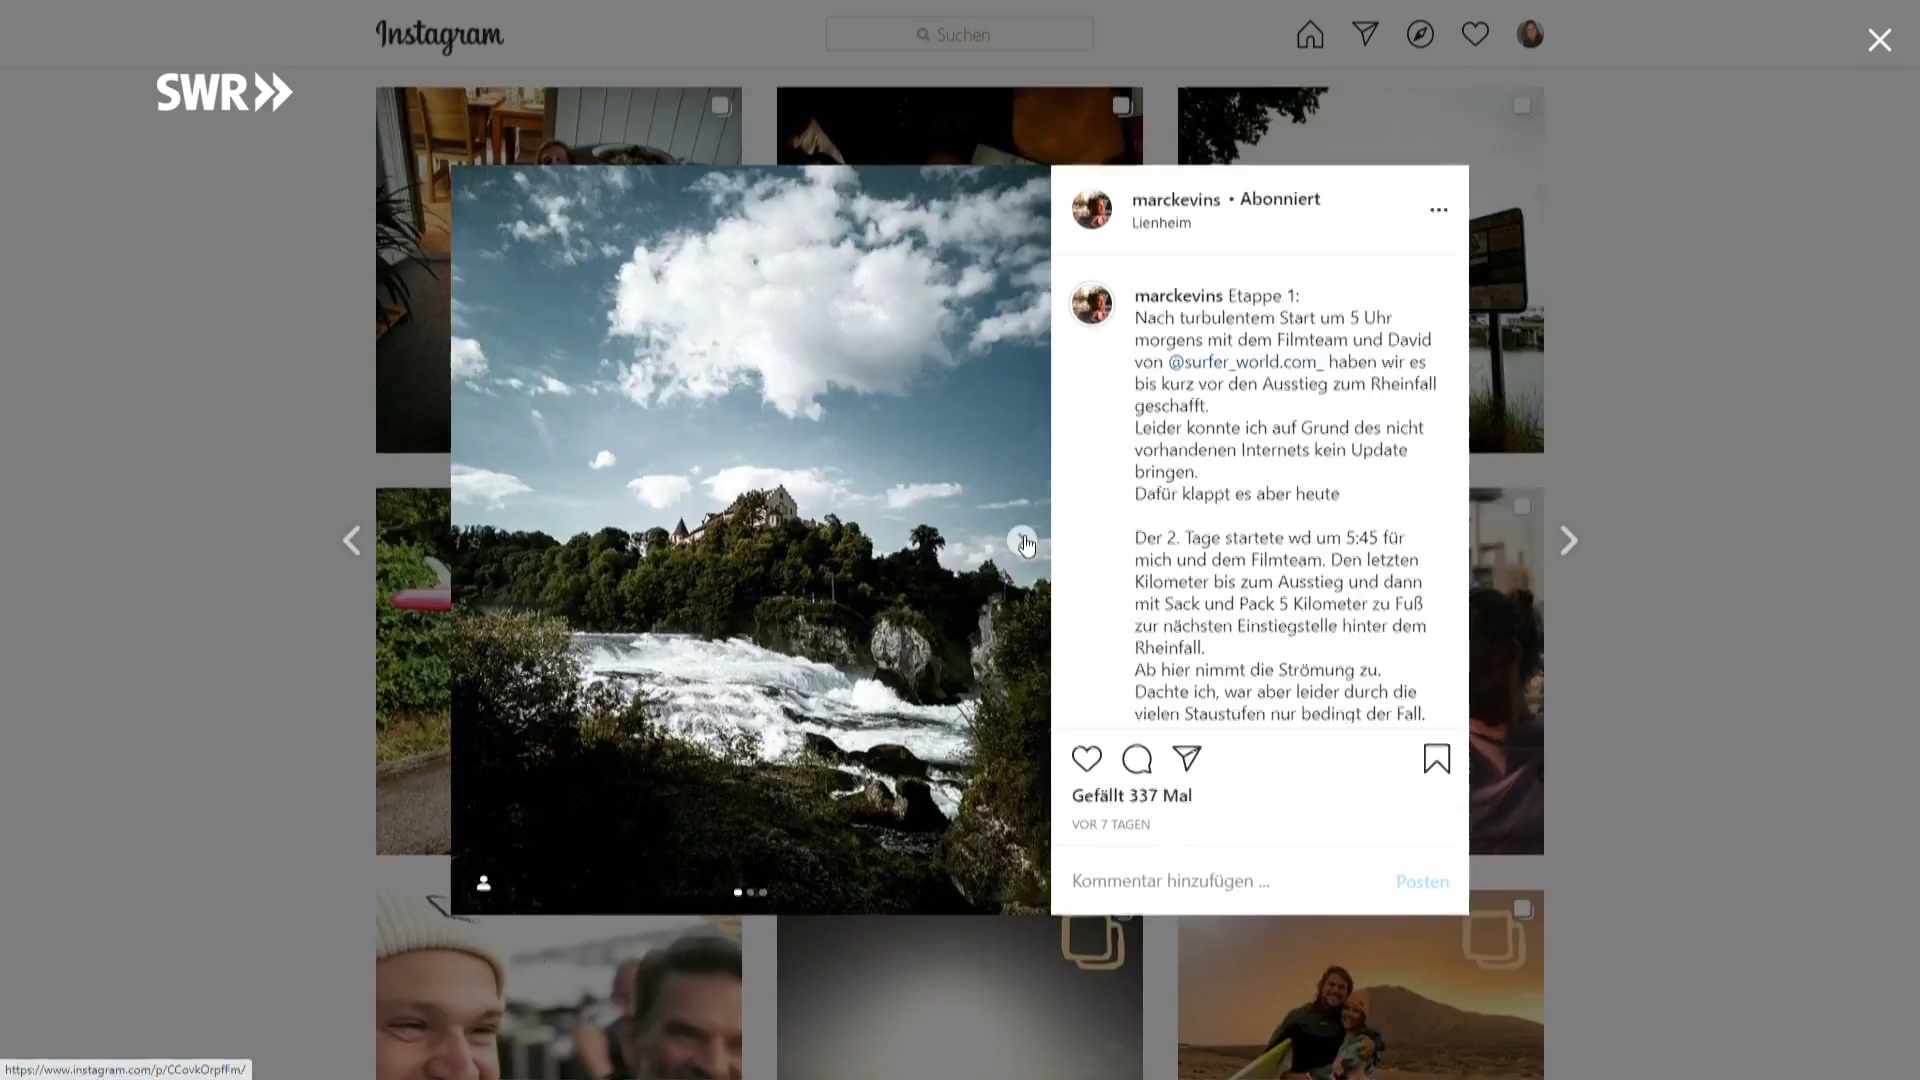 Instagram
Suchen
SWR
marckevins • Abonniert
Lienheim
marckevins Etappe 1:
Nach turbulentem Start um 5 Uhr
morgens mit dem Filmteam und David
von @surfer_world.com_ haben wir es
bis kurz vor den Ausstieg zum Rheinfall
geschafft.
Leider konnte ich auf Grund des nicht
vorhandenen Internets kein Update
bringen.
Dafür klappt es aber heute
Der 2. Tage startete wd um 5:45 für
mich und dem Filmteam. Den letzten
Kilometer bis zum Ausstieg und dann
mit Sack und Pack 5 Kilometer zu Fuß
zur nächsten Einstiegstelle hinter dem
Rheinfall.
Ab hier nimmt die Strömung zu.
Dachte ich, war aber leider durch die
vielen Staustufen nur bedingt der Fall.
Gefällt 337 Mal
VOR 7 TAGEN
Kommentar hinzufügen ...
Posten
https://www.instagram.com/p/CCovkOrpfFm/